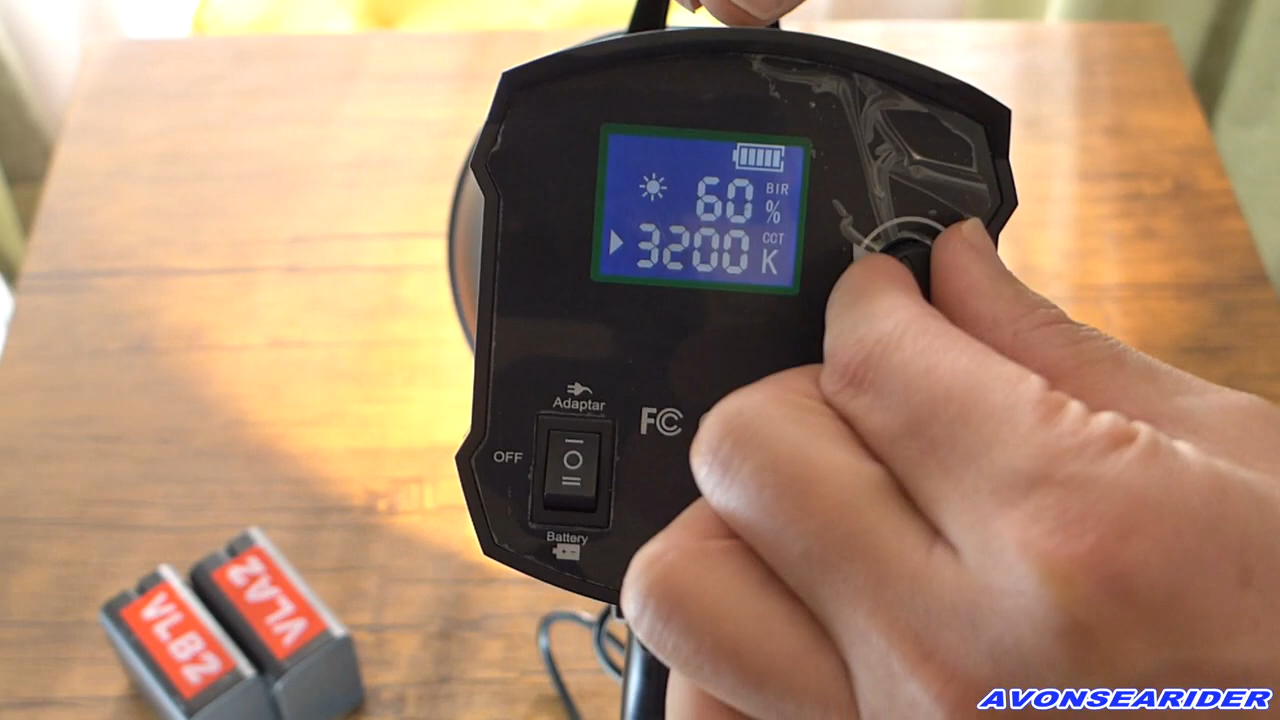 60 BIR
%
3200 CCT
K
Adaptar
OFF
FC
Battery
VLB2
VLA2
AVONSEARIDER